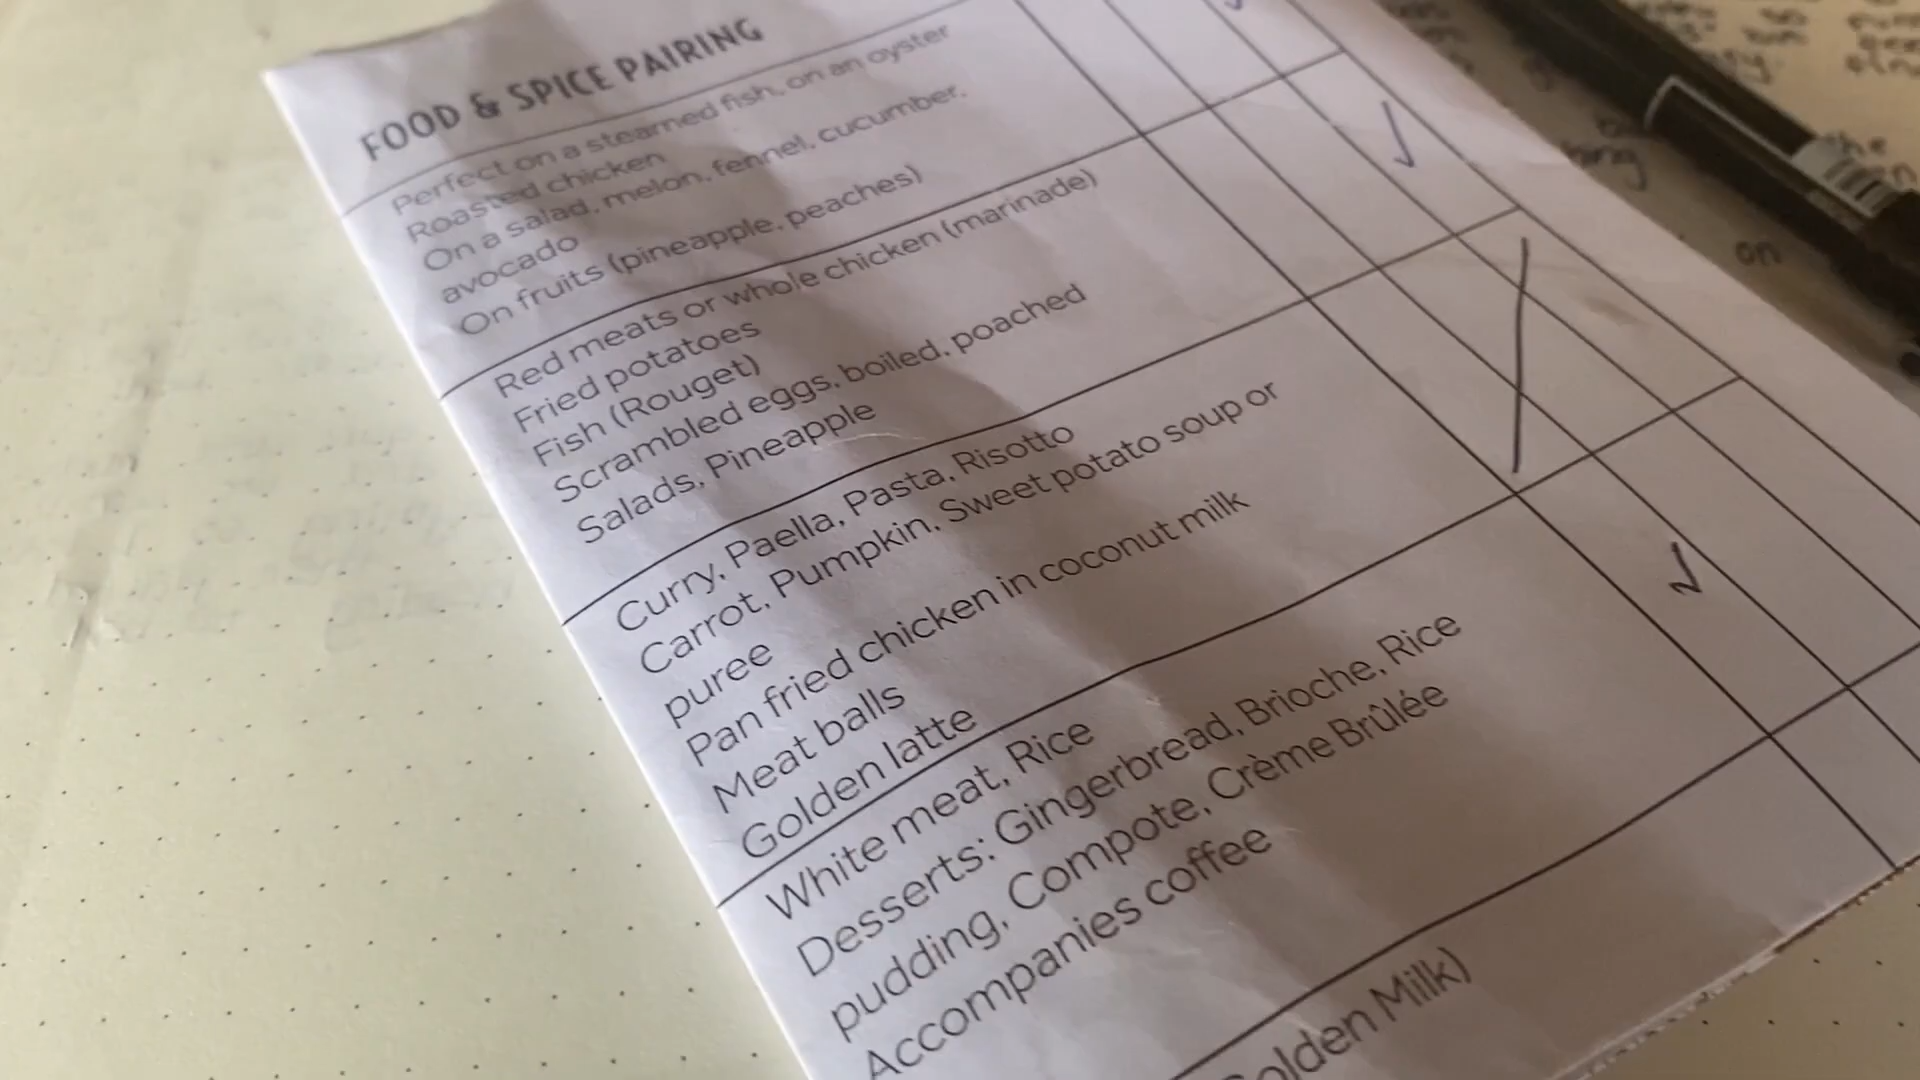 FOOD & SPICE PAIRING
Perfect on a steamed fish, on an oyster
Roasted chicken
On a salad, melon, fennel, cucumber,
avocado
On fruits (pineapple, peaches)
Red meats or whole chicken (marinade)
Fried potatoes
Fish (Rouget)
Scrambled eggs, boiled, poached
Salads, Pineapple
Curry, Paella, Pasta, Risotto
Carrot, Pumpkin, Sweet potato soup or
puree
Pan fried chicken in coconut milk
Meat balls
Golden latte
White meat, Rice
Desserts: Gingerbread, Brioche, Rice
pudding, Compote, Crème Brûlée
Accompanies coffee
Golden Milk)
on